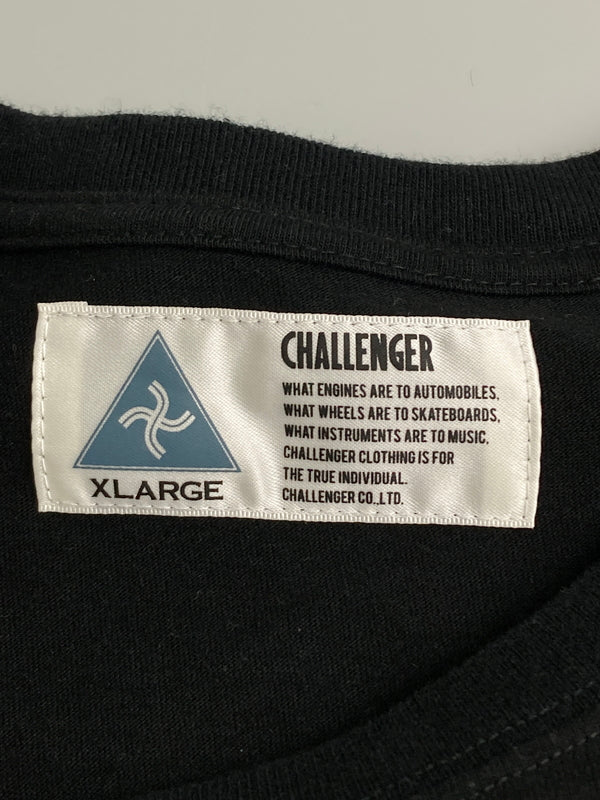 XLARGE
CHALLENGER
WHAT ENGINES ARE TO AUTOMOBILES,
WHAT WHEELS ARE TO SKATEBOARDS,
WHAT INSTRUMENTS ARE TO MUSIC.
CHALLENGER CLOTHING IS FOR
THE TRUE INDIVIDUAL.
CHALLENGER CO.,LTD.